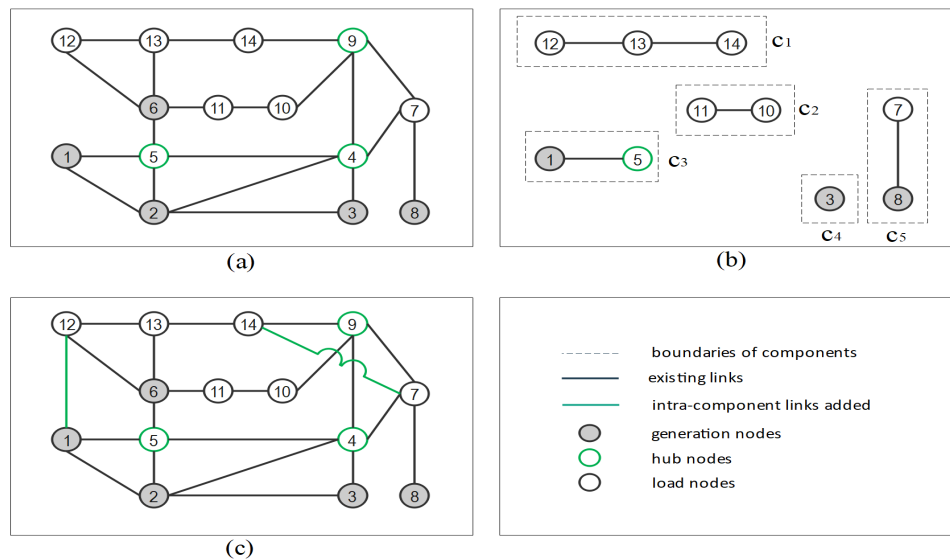 12 13 14 9
6 11 10 7
1 5 4
2 3 8
(a)
12 13 14 c1
11 10 c2 7
1 5 c3
3 8
c4 c5
(b)
12 13 14 9
6 11 10 7
1 5 4
2 3 8
(c)
boundaries of components
existing links
intra-component links added
generation nodes
hub nodes
load nodes